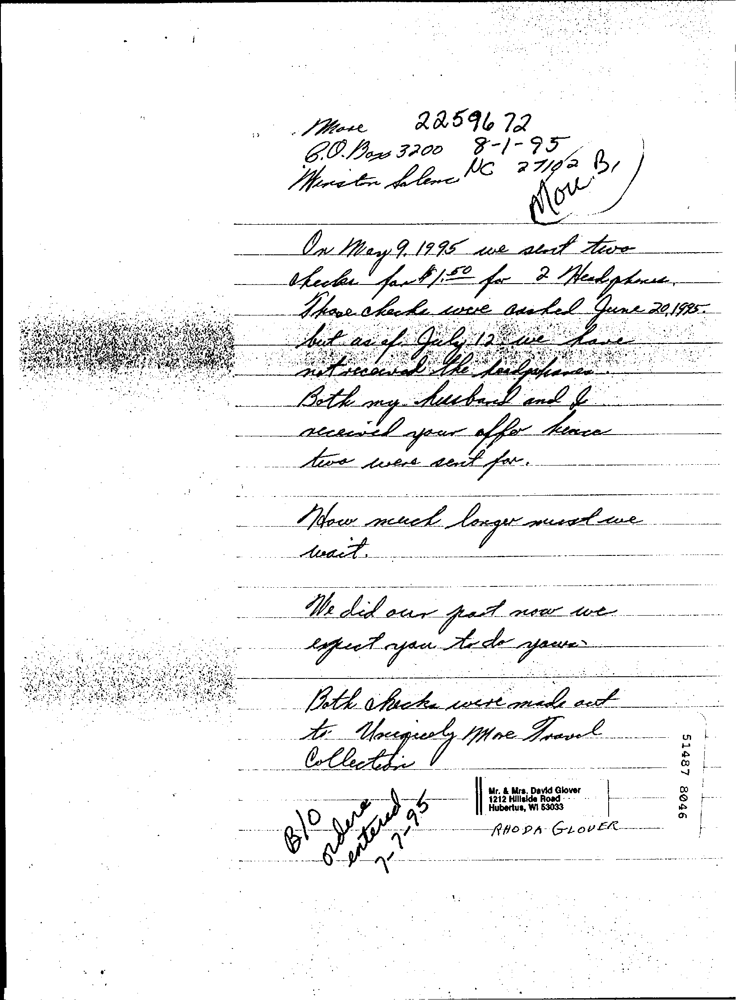 More 2259672
P.O. Box 3200 8-1-95
Winston Salem NC 27102
More B,
On May 9, 1995 we sent two
checks for $1.50 for 2 Headphones.
Those checks were cashed June 20, 1995.
but as of July 12 we have
not received the headphones.
Both my husband and I
received your offer hence
two were sent for.
How much longer must we
wait.
We did our part now we
expect you to do yours.
Both checks were made out
to Uniquely More Travel
Collection
B/O
orders
entered
7-7-95
Mr. & Mrs. David Glover
1212 Hillside Road
Hubertus, WI 53033
RHODA GLOVER
51487 8046